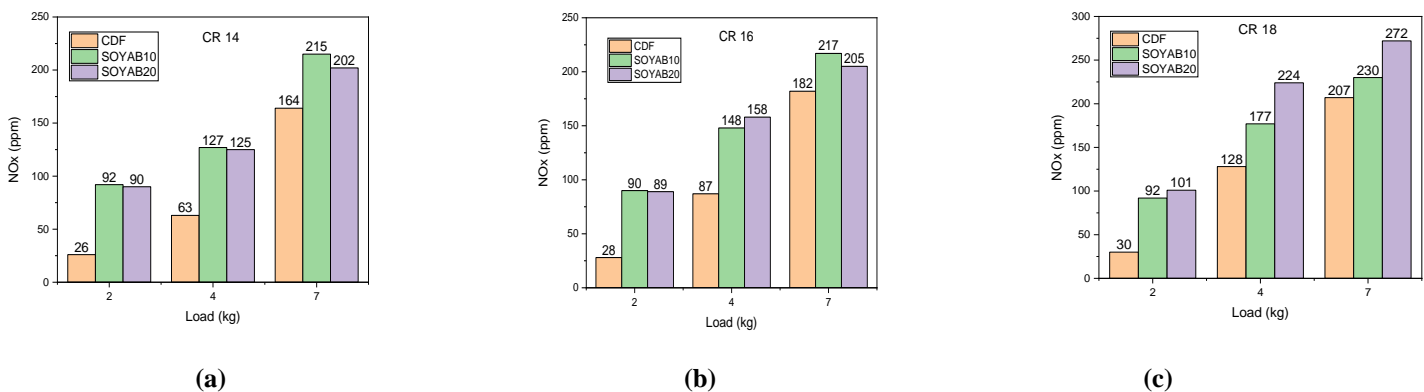 CR 14
CDF
SOYAB10
SOYAB20
NOx (ppm)
250
200
150
100
50
0
26
92
90
63
127
125
164
215
202
2
4
7
Load (kg)
(a)
CR 16
CDF
SOYAB10
SOYAB20
NOx (ppm)
250
200
150
100
50
0
28
90
89
87
148
158
182
217
205
2
4
7
Load (kg)
(b)
CR 18
CDF
SOYAB10
SOYAB20
NOx (ppm)
300
250
200
150
100
50
0
30
92
101
128
177
224
207
230
272
2
4
7
Load (kg)
(c)